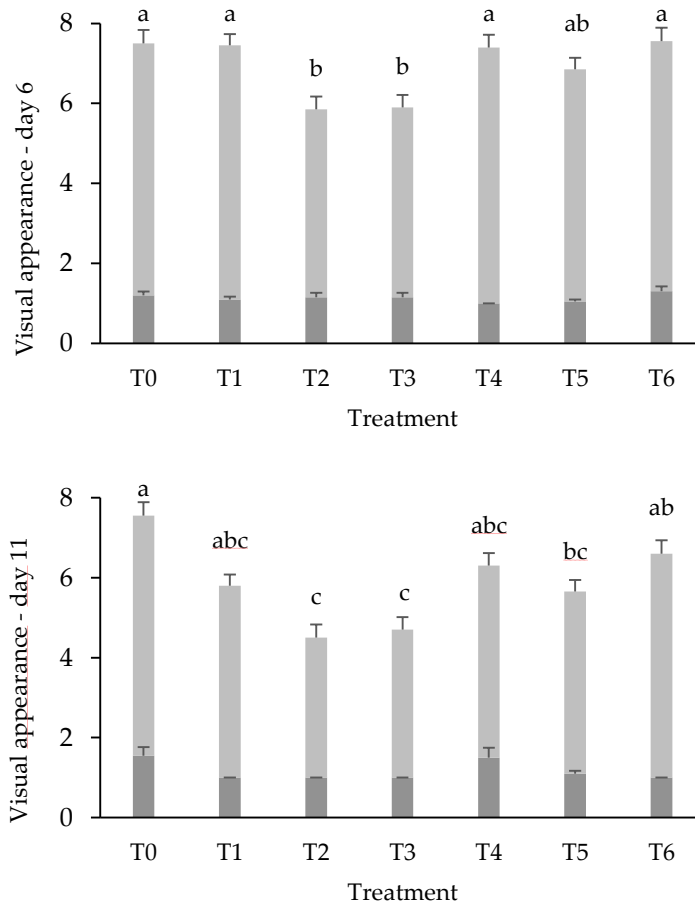 a a b b a ab a
8
6
4
2
0
Visual appearance - day 6
T0 T1 T2 T3 T4 T5 T6
Treatment
a abc c c abc bc ab
8
6
4
2
0
Visual appearance - day 11
T0 T1 T2 T3 T4 T5 T6
Treatment